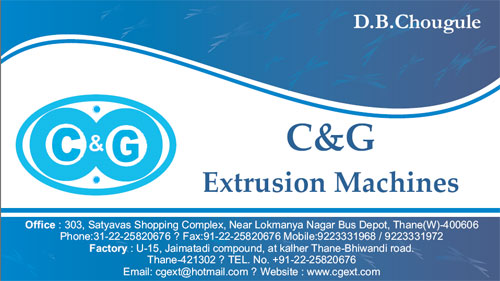 D.B.Chougule
C&G
C&G
Extrusion Machines
Office : 303, Satyavas Shopping Complex, Near Lokmanya Nagar Bus Depot, Thane(W)-400606
Phone:31-22-25820676 ? Fax:91-22-25820676 Mobile:9223331968 / 9223331972
Factory : U-15, Jaimatadi compound, at kalher Thane-Bhiwandi road.
Thane-421302 ? TEL. No. +91-22-25820676
Email: cgext@hotmail.com ? Website : www.cgext.com